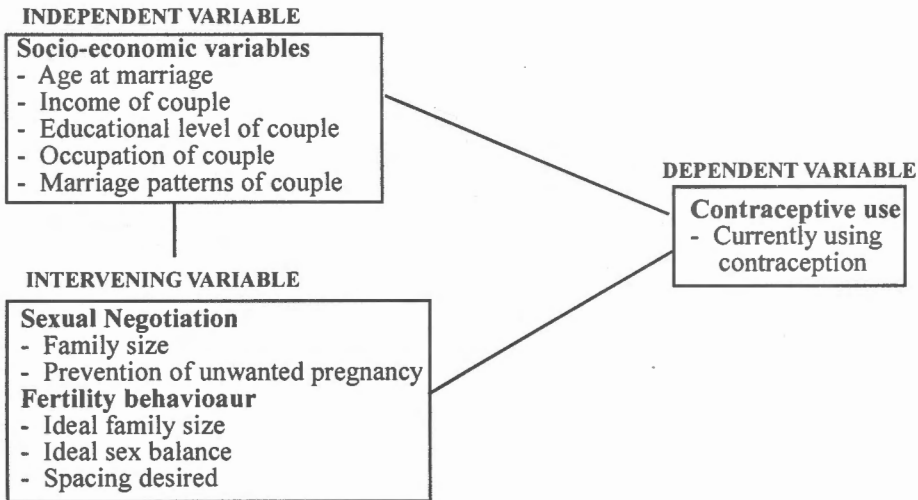 INDEPENDENT VARIABLE
Socio-economic variables
- Age at marriage
- Income of couple
- Educational level of couple
- Occupation of couple
- Marriage patterns of couple
DEPENDENT VARIABLE
Contraceptive use
- Currently using
contraception
INTERVENING VARIABLE
Sexual Negotiation
- Family size
- Prevention of unwanted pregnancy
Fertility behavioaur
- Ideal family size
- Ideal sex balance
- Spacing desired